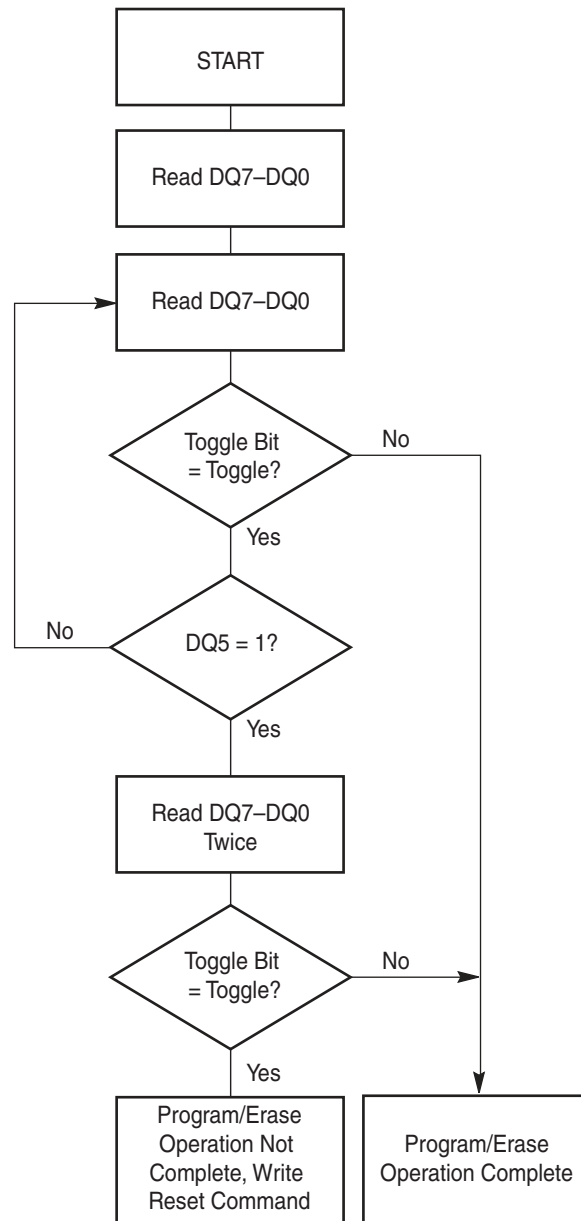 START
Read DQ7–DQ0
Read DQ7–DQ0
Toggle Bit
= Toggle?
No
Yes
No
DQ5 = 1?
Yes
Read DQ7–DQ0
Twice
Toggle Bit
= Toggle?
No
Yes
Program/Erase
Operation Not
Complete, Write
Reset Command
Program/Erase
Operation Complete